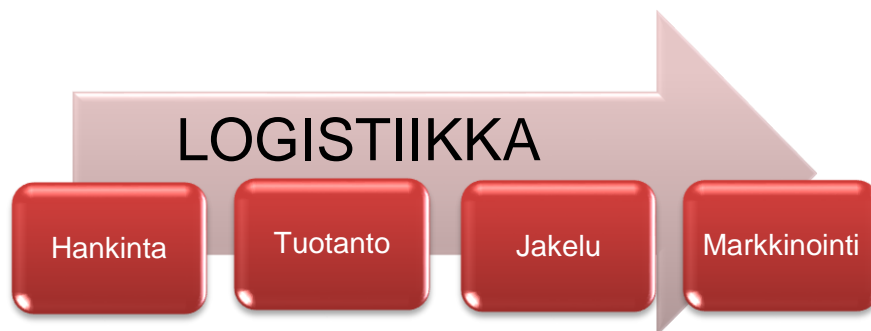 LOGISTIIKKA
Hankinta
Tuotanto
Jakelu
Markkinointi